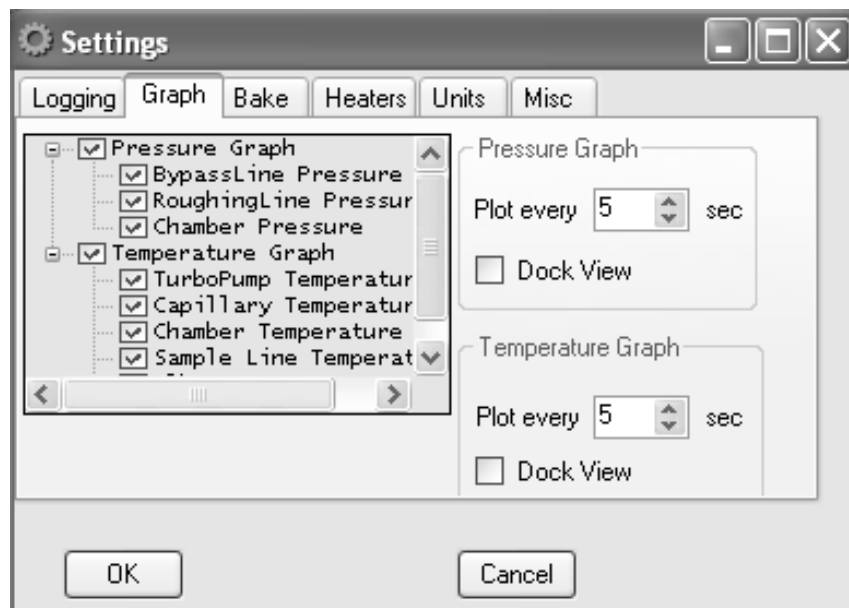 Settings
Logging Graph Bake Heaters Units Misc
Pressure Graph
BypassLine Pressure
RoughingLine Pressur
Chamber Pressure
Temperature Graph
TurboPump Temperatur
Capillary Temperatur
Chamber Temperature
Sample Line Temperat
Pressure Graph
Plot every 5 sec
Dock View
Temperature Graph
Plot every 5 sec
Dock View
OK Cancel